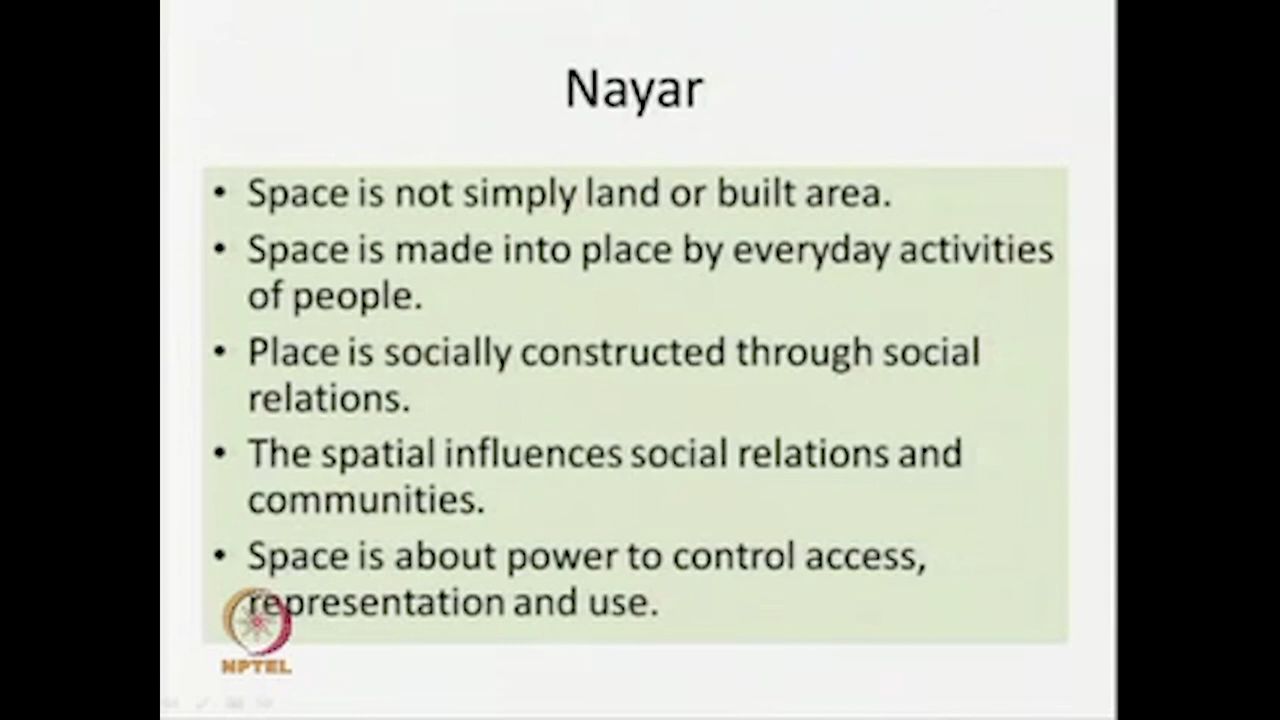 Nayar
• Space is not simply land or built area.
• Space is made into place by everyday activities
of people.
• Place is socially constructed through social
relations.
• The spatial influences social relations and
communities.
• Space is about power to control access,
representation and use.
NPTEL